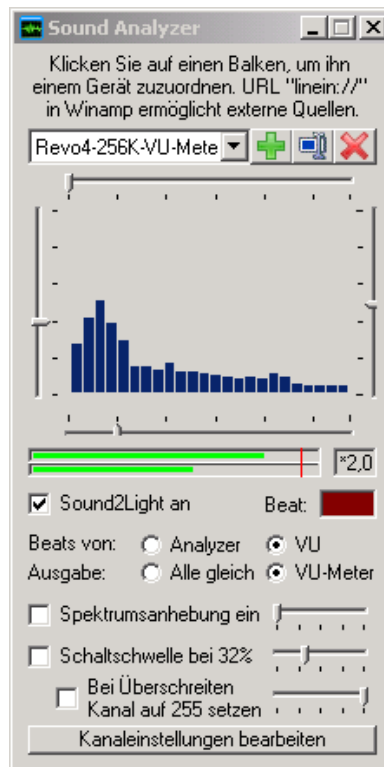 Sound Analyzer
Klicken Sie auf einen Balken, um ihn
einem Gerät zuzuordnen. URL "linein://"
in Winamp ermöglicht externe Quellen.
Revo4-256K-VU-Mete
*2,0
Sound2Light an Beat:
Beats von: Analyzer VU
Ausgabe: Alle gleich VU-Meter
Spektrumsanhebung ein
Schaltschwelle bei 32%
Bei Überschreiten
Kanal auf 255 setzen
Kanaleinstellungen bearbeiten